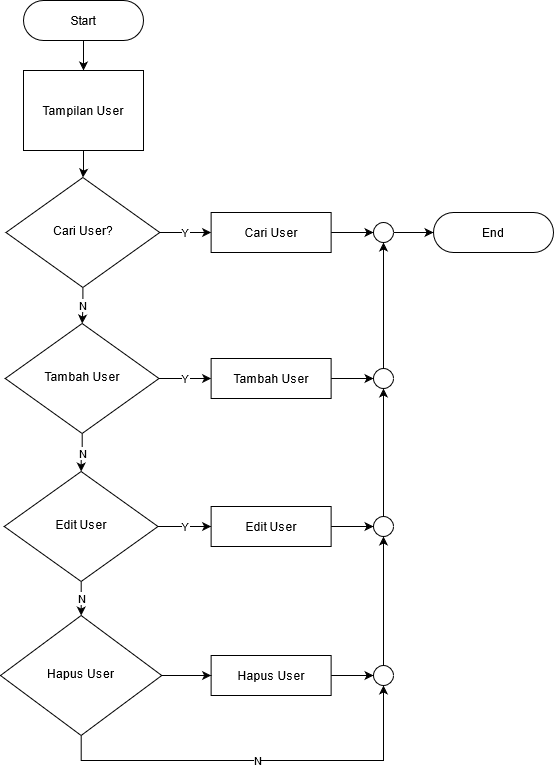 Start
Tampilan User
Cari User?
Y
Cari User
End
N
Tambah User
Y
Tambah User
N
Edit User
Y
Edit User
N
Hapus User
Hapus User
N